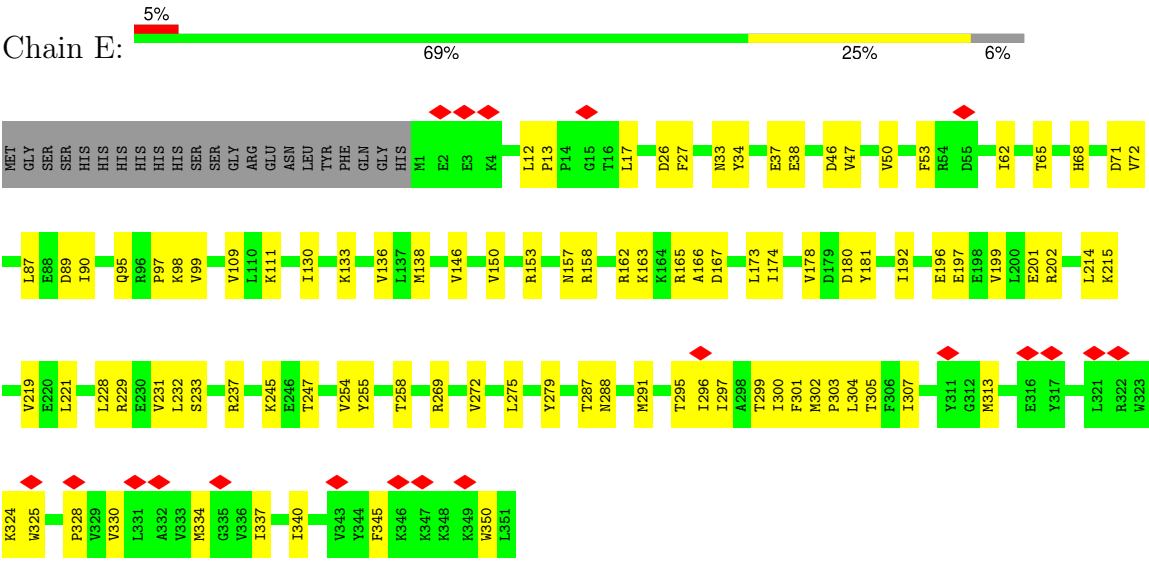 5%
Chain E:
69% 25% 6%
MET GLY SER SER HIS HIS HIS HIS HIS HIS SER SER GLY ARG GLU ASN LEU TYR PHE GLN GLY HIS M1 E2 E3 K4 L12 P13 P14 G15 T16 L17 D26 F27 N33 Y34 E37 E38 D46 V47 V50 F53 R54 D55 I62 T65 H68 D71 V72
L87 E88 D89 I90 Q95 R96 P97 K98 V99 V109 L110 K111 I130 K133 V136 L137 M138 V146 V150 R153 N157 R158 R162 K163 K164 R165 A166 D167 L173 I174 V178 D179 D180 Y181 I192 E196 E197 E198 V199 L200 E201 R202 L214 K215
V219 E220 L221 L228 R229 E230 V231 L232 S233 R237 K245 E246 T247 V254 Y255 T258 R269 V272 L275 Y279 T287 N288 M291 T295 I296 I297 A298 T299 I300 F301 M302 P303 L304 T305 F306 I307 Y311 G312 M313 E316 Y317 L321 R322 W323
K324 W325 P328 V329 V330 L331 A332 V333 M334 G335 V336 I337 I340 V343 Y344 F345 K346 K347 K348 K349 W350 L351